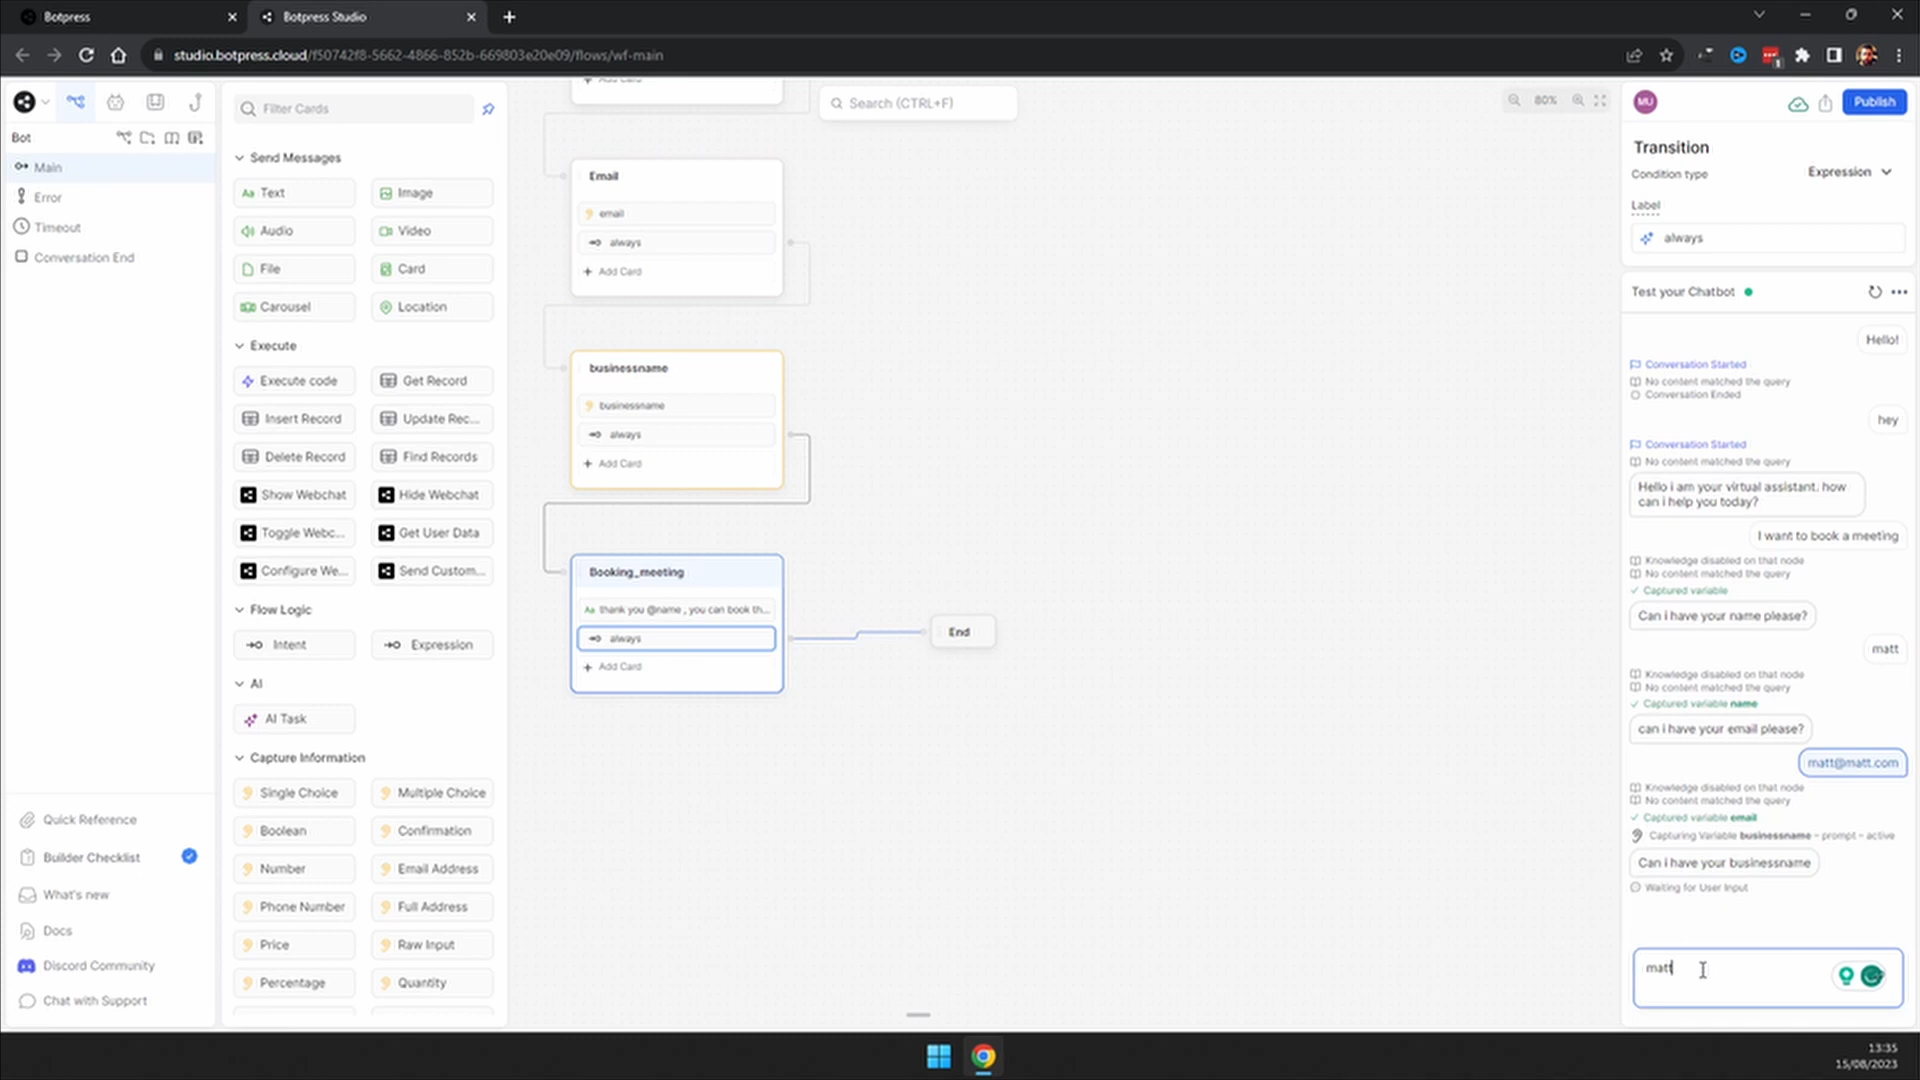 Botpress
Botpress Studio
studio.botpress.cloud/f50742f8-5662-4866-852b-669803e20e09/flows/wf-main
Bot
Main
Error
Timeout
Conversation End
Quick Reference
Builder Checklist
What's new
Docs
Discord Community
Chat with Support
Filter Cards
Send Messages
Aa Text
Image
Audio
Video
File
Card
Carousel
Location
Execute
Execute code
Get Record
Insert Record
Update Rec...
Delete Record
Find Records
Show Webchat
Hide Webchat
Toggle Webc...
Get User Data
Configure We...
Send Custom...
Flow Logic
Intent
Expression
AI
AI Task
Capture Information
Single Choice
Multiple Choice
Boolean
Confirmation
Number
Email Address
Phone Number
Full Address
Price
Raw Input
Percentage
Quantity
Add Card
Search (CTRL+F)
80%
Email
email
always
Add Card
businessname
businessname
always
Add Card
Booking_meeting
Aa thank you @name , you can book th...
always
Add Card
End
MU
Publish
Transition
Condition type
Expression
Label
always
Test your Chatbot
Hello!
Conversation Started
No content matched the query
Conversation Ended
hey
Conversation Started
No content matched the query
Hello i am your virtual assistant. how
can i help you today?
I want to book a meeting
Knowledge disabled on that node
No content matched the query
Captured variable
Can i have your name please?
matt
Knowledge disabled on that node
No content matched the query
Captured variable name
can i have your email please?
matt@matt.com
Knowledge disabled on that node
No content matched the query
Captured variable email
Capturing Variable businessname – prompt – active
Can i have your businessname
Waiting for User Input
matt
13:35
15/08/2023